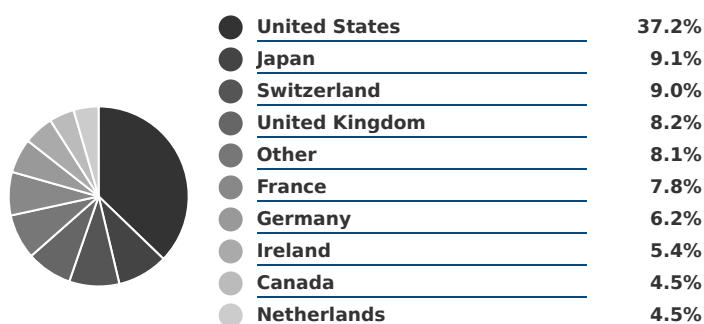 United States 37.2%
Japan 9.1%
Switzerland 9.0%
United Kingdom 8.2%
Other 8.1%
France 7.8%
Germany 6.2%
Ireland 5.4%
Canada 4.5%
Netherlands 4.5%